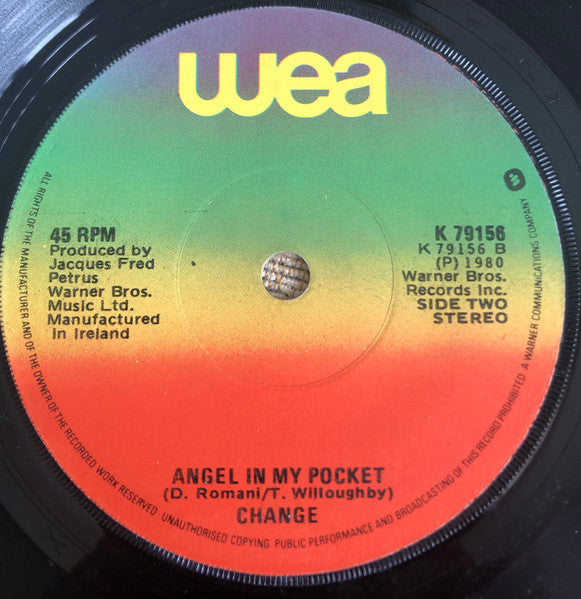 wea
45 RPM
Produced by
Jacques Fred
Petrus
Warner Bros.
Music Ltd.
Manufactured
in Ireland
K 79156
K 79156 B
(P) 1980
Warner Bros.
Records Inc.
SIDE TWO
STEREO
ANGEL IN MY POCKET
(D. Romani/T. Willoughby)
CHANGE
ALL RIGHTS OF THE MANUFACTURER AND OF THE OWNER OF THE RECORDED WORK RESERVED UNAUTHORISED COPYING PUBLIC PERFORMANCE AND BROADCASTING OF THIS RECORD PROHIBITED A WARNER COMMUNICATIONS COMPANY